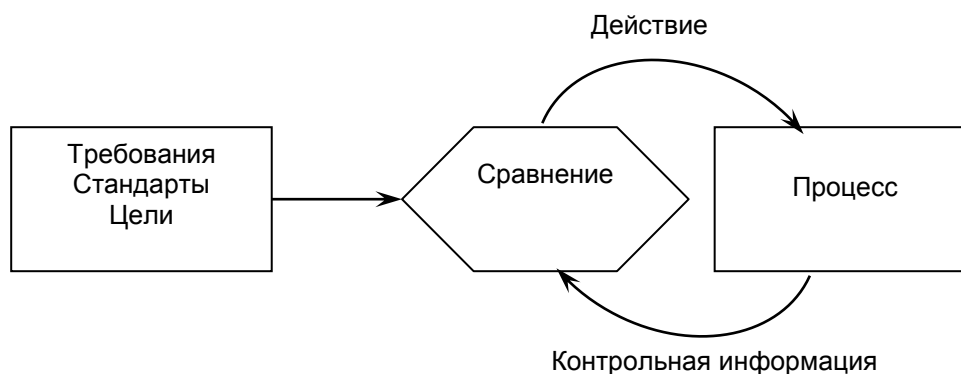 Действие
Требования
Стандарты
Цели
Сравнение
Процесс
Контрольная информация